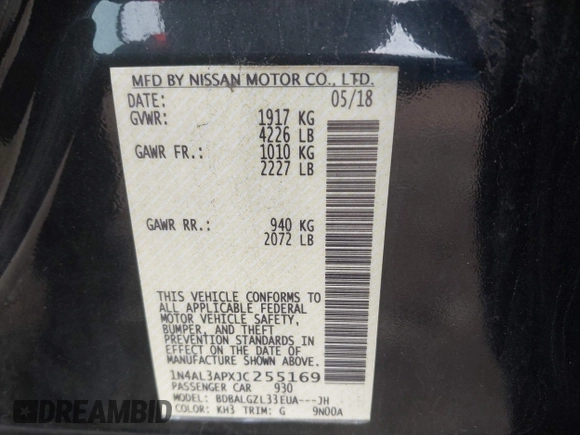 MFD BY NISSAN MOTOR CO., LTD.
DATE: 05/18
GVWR: 1917 KG
4226 LB
GAWR FR.: 1010 KG
2227 LB
GAWR RR.: 940 KG
2072 LB
THIS VEHICLE CONFORMS TO
ALL APPLICABLE FEDERAL
MOTOR VEHICLE SAFETY,
BUMPER, AND THEFT
PREVENTION STANDARDS
IN EFFECT ON THE DATE OF
MANUFACTURE SHOWN ABOVE.
1N4AL3APXJC255169
PASSENGER CAR 930
BDBALGZL33EUA---JH
COLOR: KH3 TRIM: G 9N00A
EPICARDATA